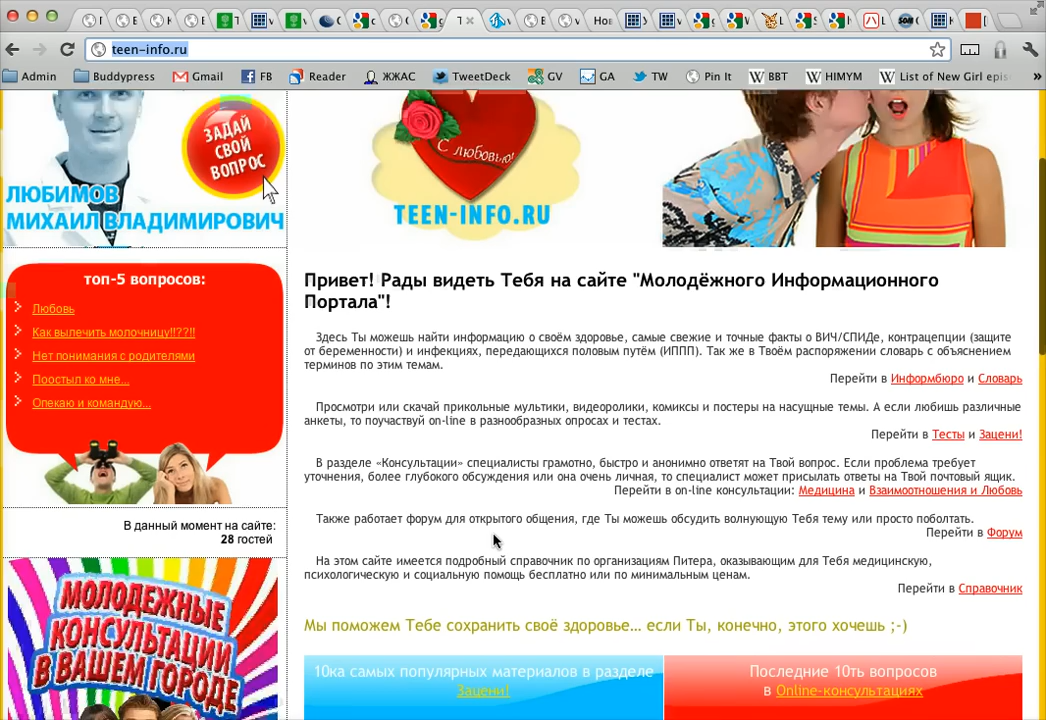 teen-info.ru
Admin
Buddypress
Gmail
FB
Reader
ЖЖАС
TweetDeck
GV
GA
TW
Pin It
BBT
HIMYM
List of New Girl epis
»
ЗАДАЙ
СВОЙ
ВОПРОС
ЛЮБИМОВ
МИХАИЛ ВЛАДИМИРОВИЧ
С любовью!
TEEN-INFO.RU
топ-5 вопросов:
Любовь
Как вылечить молочницу!!??!!
Нет понимания с родителями
Поостыл ко мне...
Опекаю и командую...
В данный момент на сайте:
28 гостей
МОЛОДЕЖНЫЕ
КОНСУЛЬТАЦИИ
В ВАШЕМ ГОРОДЕ
Привет! Рады видеть Тебя на сайте "Молодёжного Информационного
Портала"!
Здесь Ты можешь найти информацию о своём здоровье, самые свежие и точные факты о ВИЧ/СПИДе, контрацепции (защите
от беременности) и инфекциях, передающихся половым путём (ИППП). Так же в Твоём распоряжении словарь с объяснением
терминов по этим темам.
Перейти в Информбюро и Словарь
Просмотри или скачай прикольные мультики, видеоролики, комиксы и постеры на насущные темы. А если любишь различные
анкеты, то поучаствуй on-line в разнообразных опросах и тестах.
Перейти в Тесты и Зацени!
В разделе «Консультации» специалисты грамотно, быстро и анонимно ответят на Твой вопрос. Если проблема требует
уточнения, более глубокого обсуждения или она очень личная, то специалист может присылать ответы на Твой почтовый ящик.
Перейти в on-line консультации: Медицина и Взаимоотношения и Любовь
Также работает форум для открытого общения, где Ты можешь обсудить волнующую Тебя тему или просто поболтать.
Перейти в Форум
На этом сайте имеется подробный справочник по организациям Питера, оказывающим для Тебя медицинскую,
психологическую и социальную помощь бесплатно или по минимальным ценам.
Перейти в Справочник
Мы поможем Тебе сохранить своё здоровье... если Ты, конечно, этого хочешь ;-)
10ка самых популярных материалов в разделе
Зацени!
Последние 10ть вопросов
в Online-консультациях